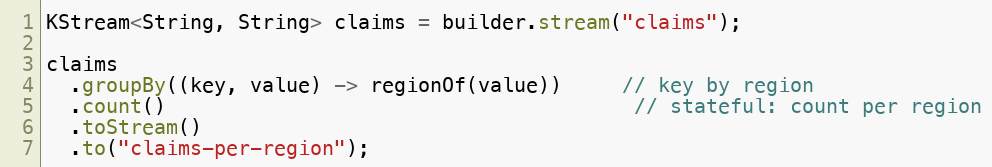 1 KStream<String, String> claims = builder.stream("claims");
2
3 claims
4   .groupBy((key, value) -> regionOf(value))     // key by region
5   .count()                                       // stateful: count per region
6   .toStream()
7   .to("claims-per-region");